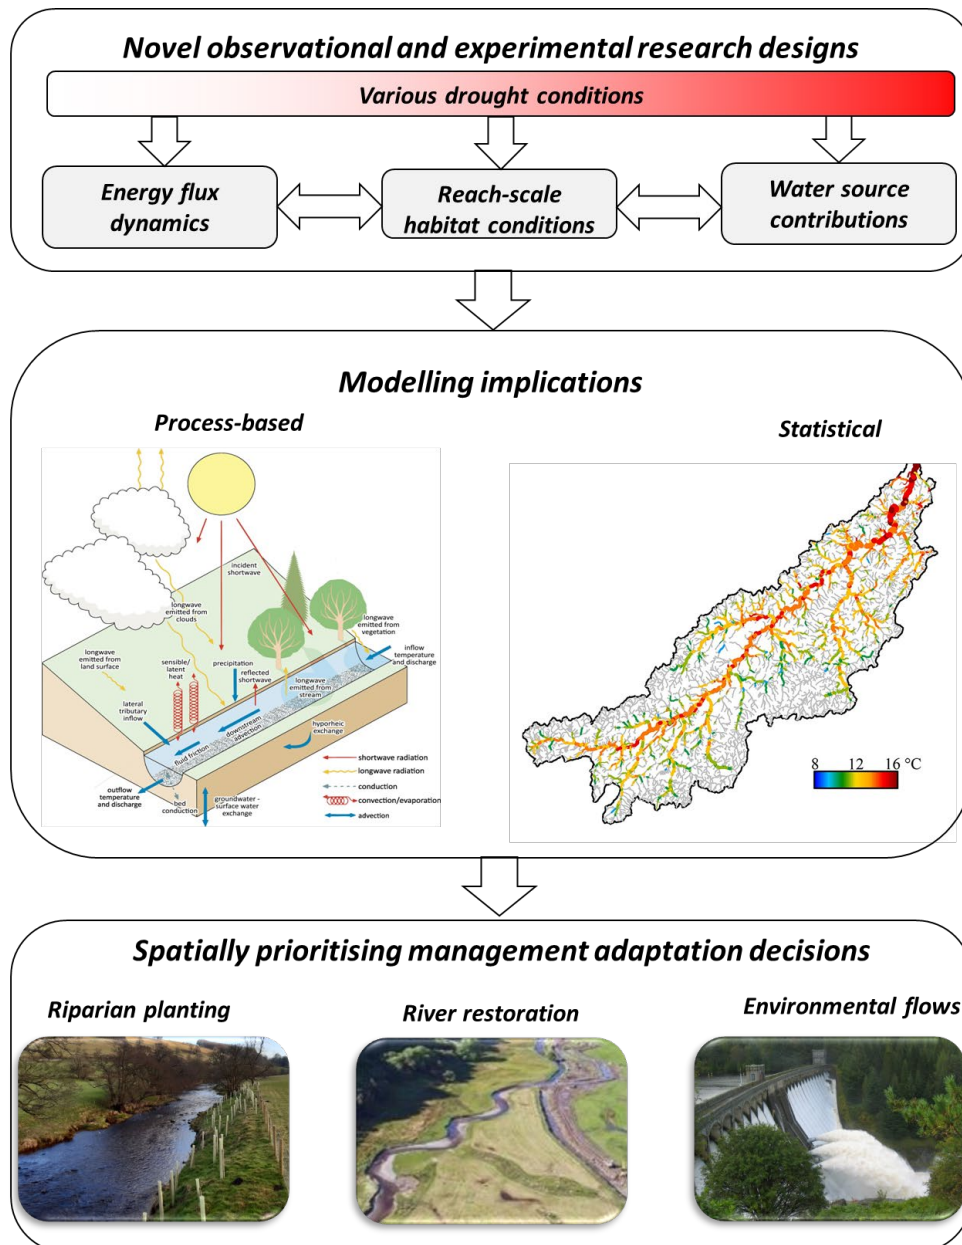 Novel observational and experimental research designs
Various drought conditions
Energy flux
dynamics
Reach-scale
habitat conditions
Water source
contributions
Modelling implications
Process-based
Statistical
incident
shortwave
longwave
emitted from
vegetation
longwave
emitted from
clouds
longwave
emitted from
land surface
sensible/
latent
heat
precipitation
reflected
shortwave
longwave
emitted from
stream
inflow
temperature
and discharge
lateral
tributary
inflow
fluid friction
downstream
advection
hyporheic
exchange
outflow
temperature
and discharge
bed
conduction
groundwater -
surface water
exchange
shortwave radiation
longwave radiation
conduction
convection/evaporation
advection
8 12 16 °C
Spatially prioritising management adaptation decisions
Riparian planting
River restoration
Environmental flows